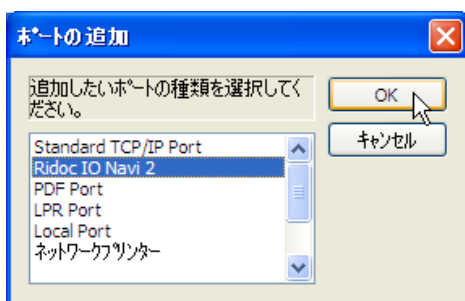 ﾎﾟｰﾄの追加
追加したいﾎﾟｰﾄの種類を選択してく
ださい。
OK
キャンセル
Standard TCP/IP Port
Ridoc IO Navi 2
PDF Port
LPR Port
Local Port
ネットワークプリンター